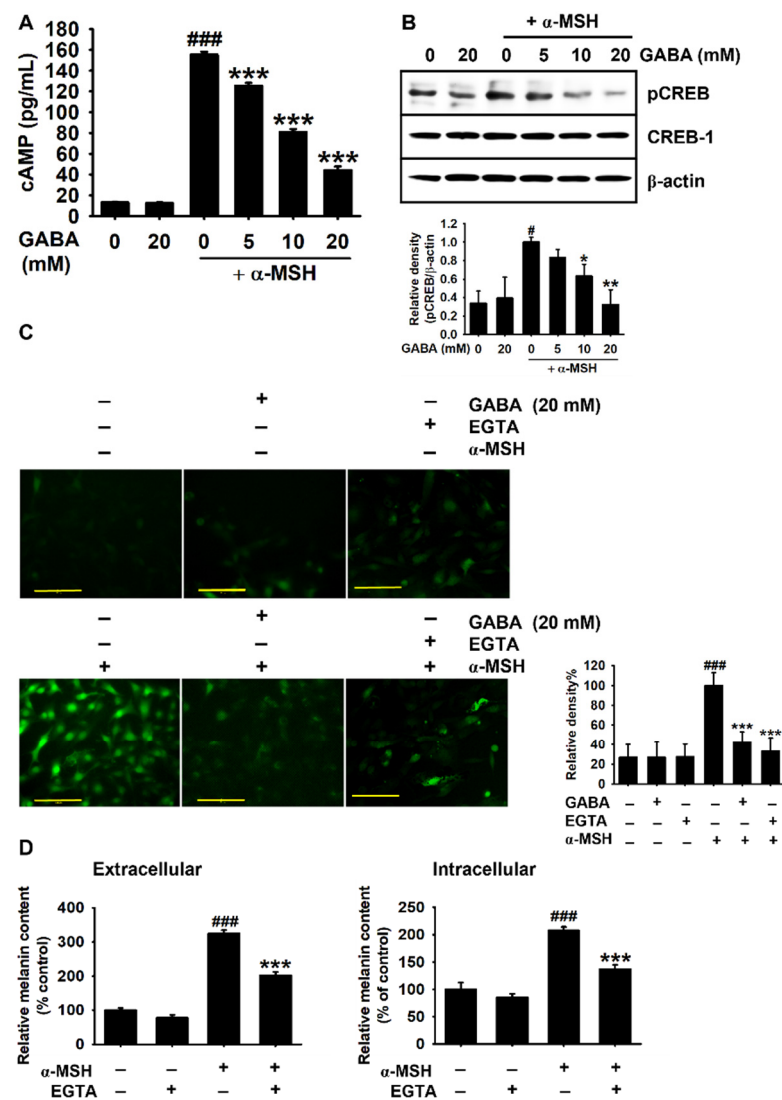 A
###
***
***
***
cAMP (pg/mL)
180
160
140
120
100
80
60
40
20
0
GABA
(mM)
0 20 0 5 10 20
+ α-MSH
B
+ α-MSH
0 20 0 5 10 20 GABA (mM)
pCREB
CREB-1
β-actin
Relative density
(pCREB/β-actin
1.2
1.0
0.8
0.6
0.4
0.2
0.0
#
*
**
GABA (mM) 0 20 0 5 10 20
+ α-MSH
C
– + – GABA (20 mM)
– – + EGTA
– – – α-MSH
– + – GABA (20 mM)
– – + EGTA
+ + + α-MSH
Relative density%
120
100
80
60
40
20
0
###
***
***
GABA – + – – + –
EGTA – – + – – +
α-MSH – – – + + +
D
Extracellular
Relative melanin content
(% control)
400
300
200
100
0
###
***
α-MSH – – + +
EGTA – + – +
Intracellular
Relative melanin content
(% of control)
250
200
150
100
50
0
###
***
α-MSH – – + +
EGTA – + – +